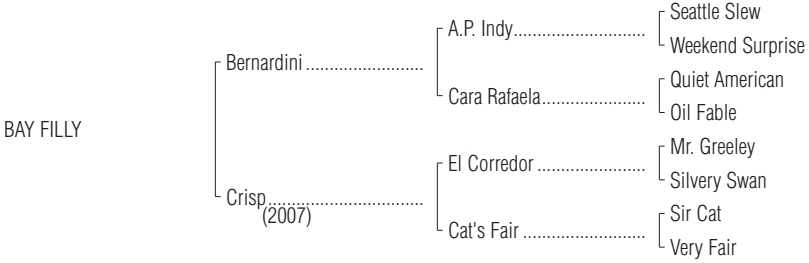 Seattle Slew
A.P. Indy..............................
Weekend Surprise
Bernardini ...........................
Quiet American
Cara Rafaela........................
Oil Fable
BAY FILLY
Mr. Greeley
El Corredor .........................
Silvery Swan
Crisp....................................
(2007)
Sir Cat
Cat's Fair ............................
Very Fair